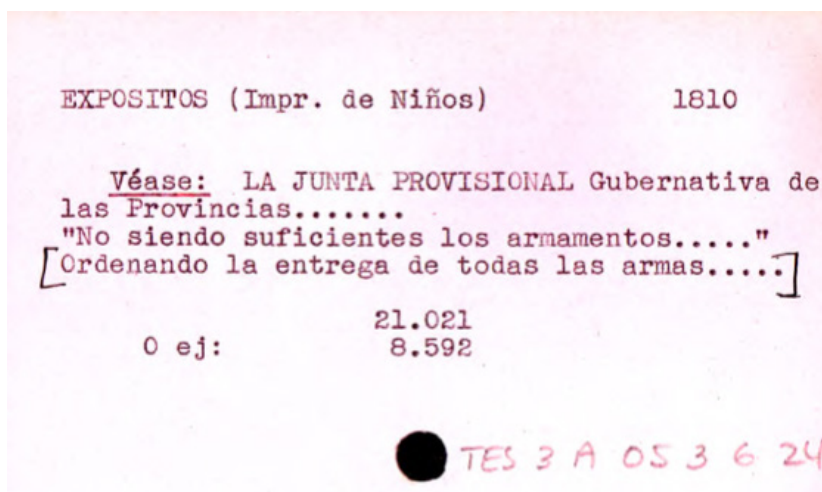 EXPOSITOS (Impr. de Niños) 1810
Véase: LA JUNTA PROVISIONAL Gubernativa de
las Provincias.......
"No siendo suficientes los armamentos....."
[Ordenando la entrega de todas las armas.....]
21.021
O ej: 8.592
TES 3 A 05 3 6 24